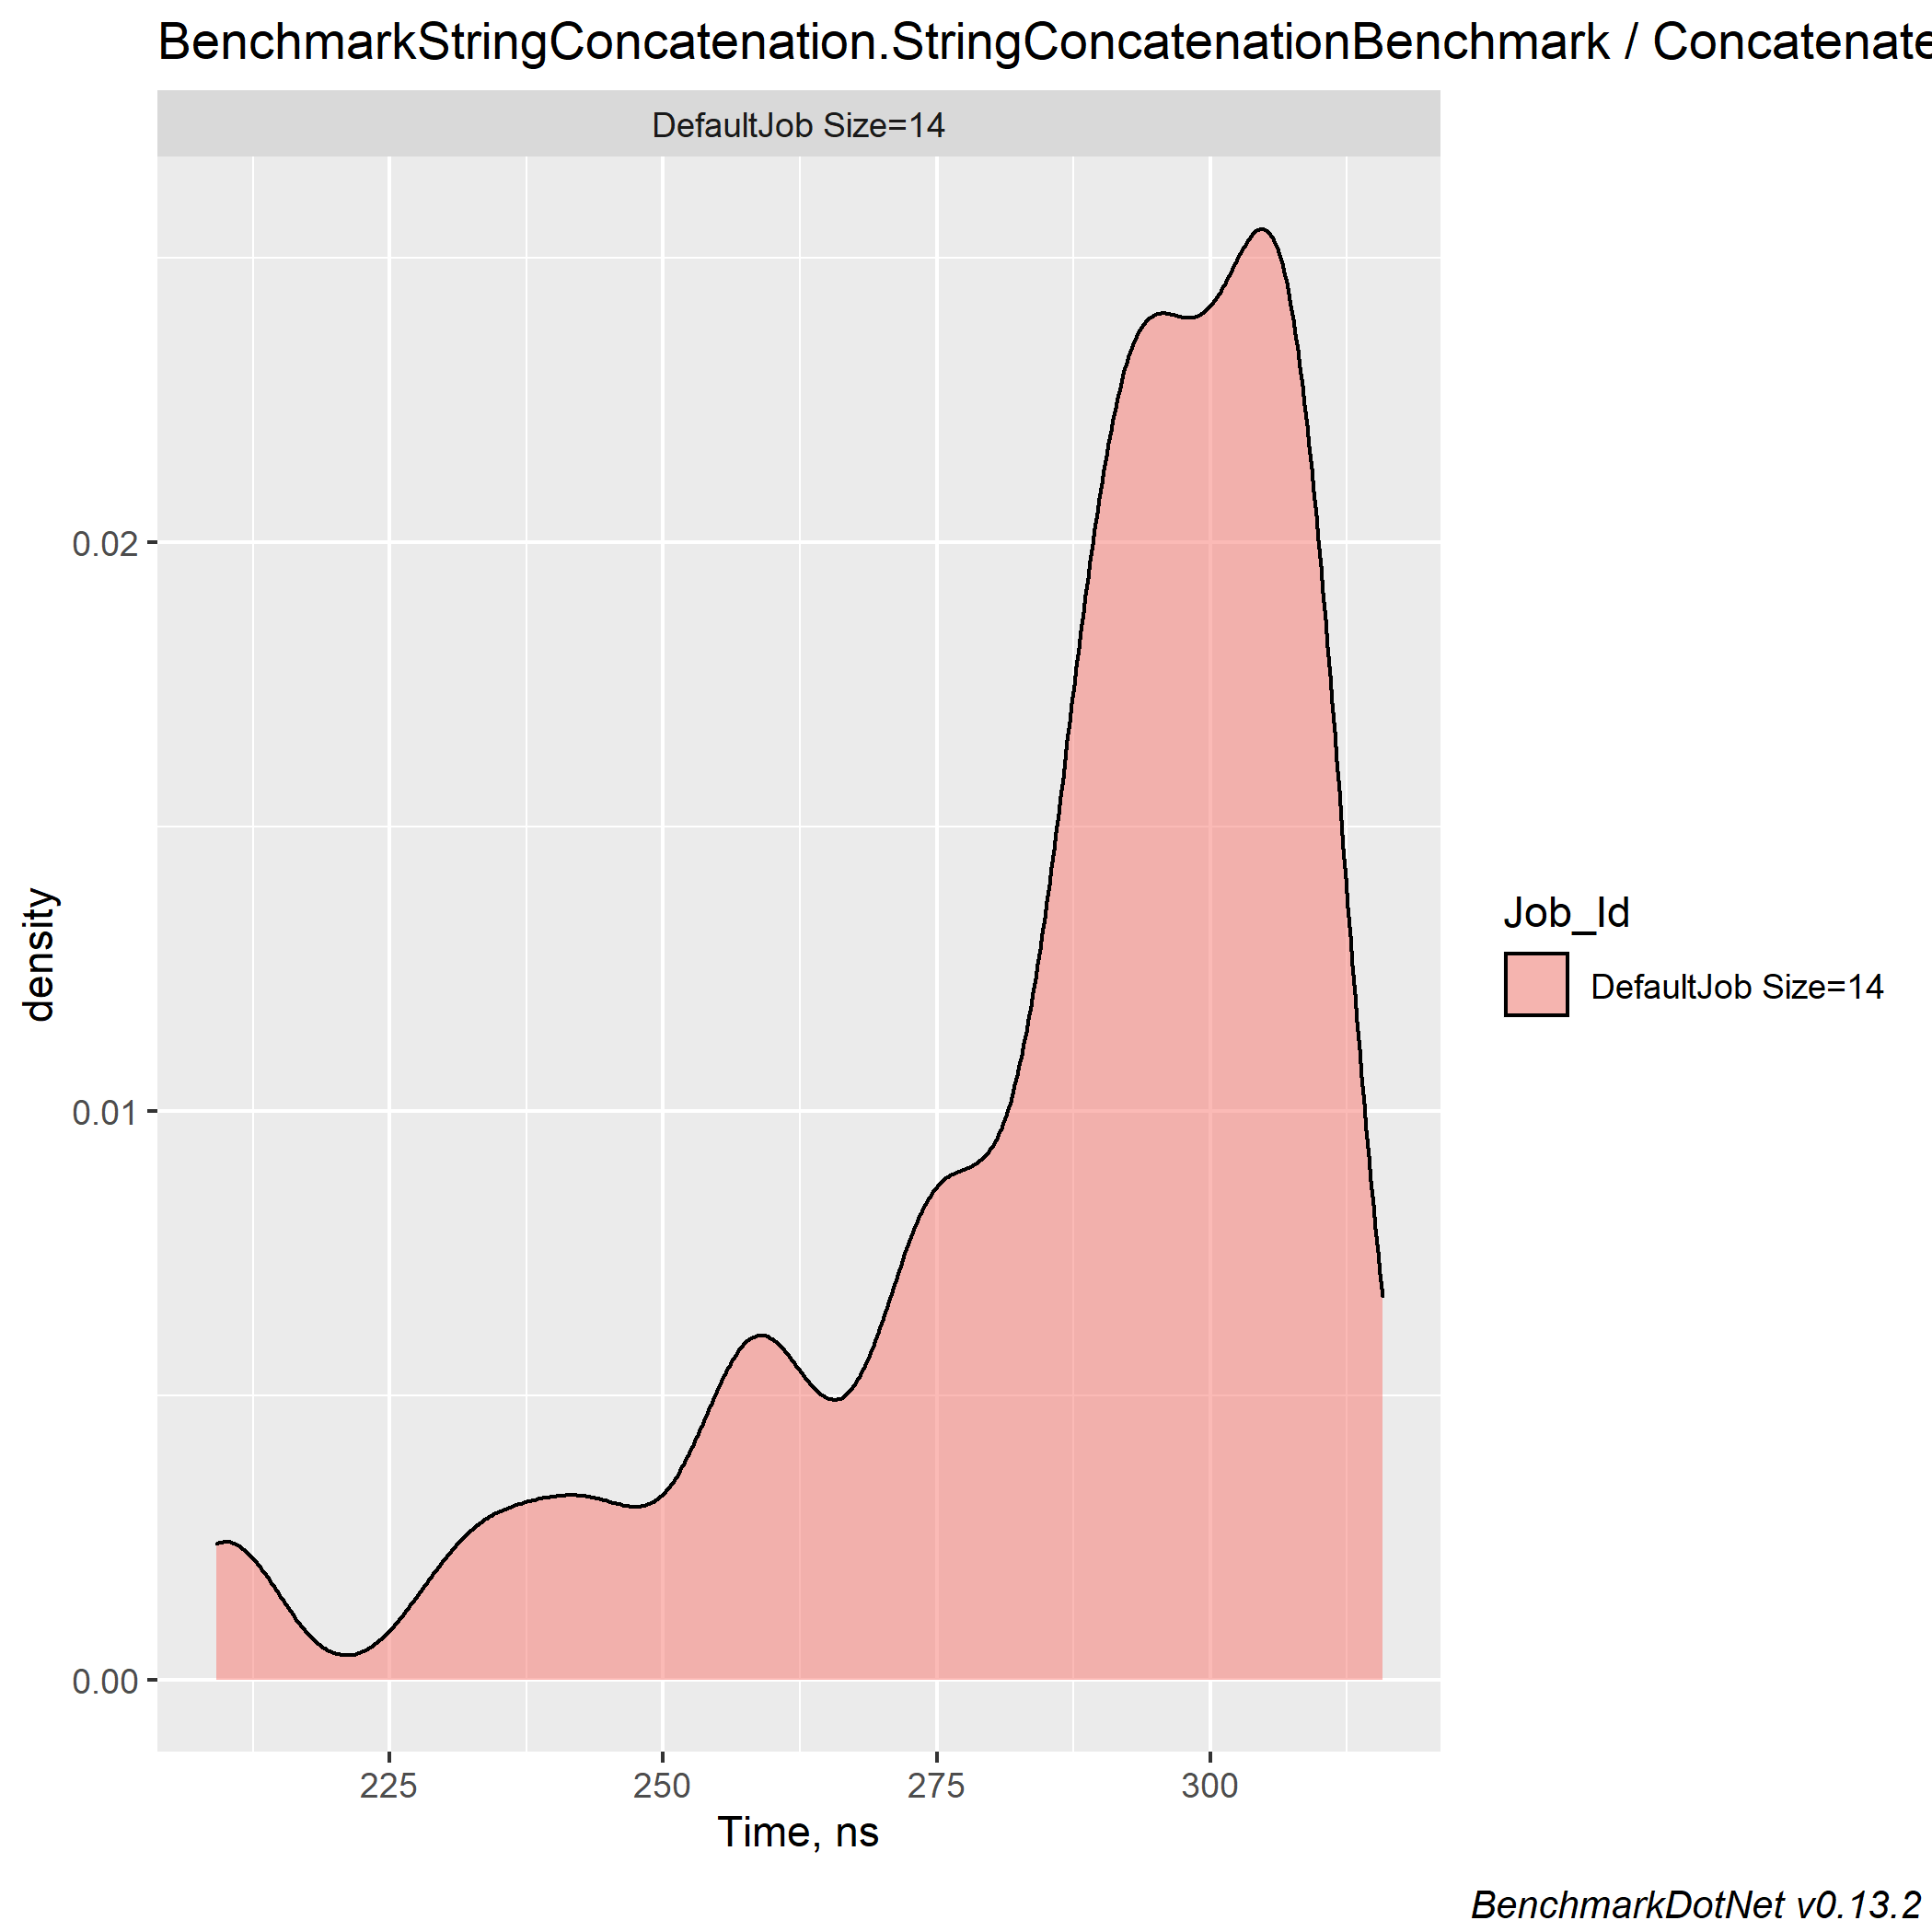 BenchmarkStringConcatenation.StringConcatenationBenchmark / Concatenate
DefaultJob Size=14
0.02
0.01
0.00
density
225 250 275 300
Time, ns
Job_Id
DefaultJob Size=14
BenchmarkDotNet v0.13.2